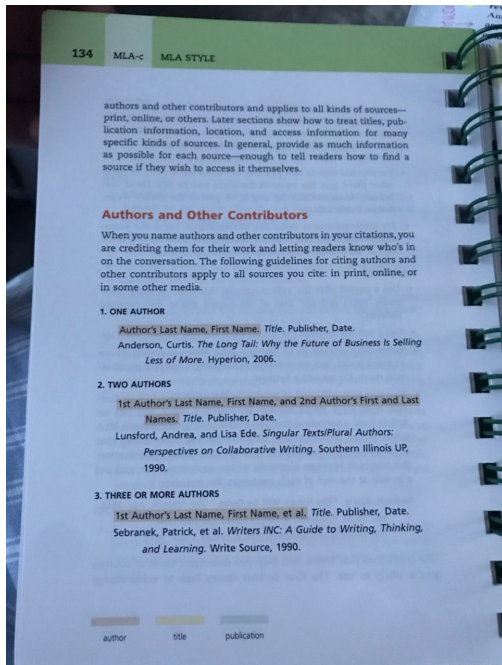 134 MLA-c MLA STYLE
authors and other contributors and applies to all kinds of sources—
print, online, or others. Later sections show how to treat titles, pub-
lication information, location, and access information for many
specific kinds of sources. In general, provide as much information
as possible for each source—enough to tell readers how to find a
source if they wish to access it themselves.
Authors and Other Contributors
When you name authors and other contributors in your citations, you
are crediting them for their work and letting readers know who's in
on the conversation. The following guidelines for citing authors and
other contributors apply to all sources you cite: in print, online, or
in some other media.
1. ONE AUTHOR
Author's Last Name, First Name. Title. Publisher, Date.
Anderson, Curtis. The Long Tail: Why the Future of Business Is Selling
Less of More. Hyperion, 2006.
2. TWO AUTHORS
1st Author's Last Name, First Name, and 2nd Author's First and Last
Names. Title. Publisher, Date.
Lunsford, Andrea, and Lisa Ede. Singular Texts/Plural Authors:
Perspectives on Collaborative Writing. Southern Illinois UP,
1990.
3. THREE OR MORE AUTHORS
1st Author's Last Name, First Name, et al. Title. Publisher, Date.
Sebranek, Patrick, et al. Writers INC: A Guide to Writing, Thinking,
and Learning. Write Source, 1990.
author title publication